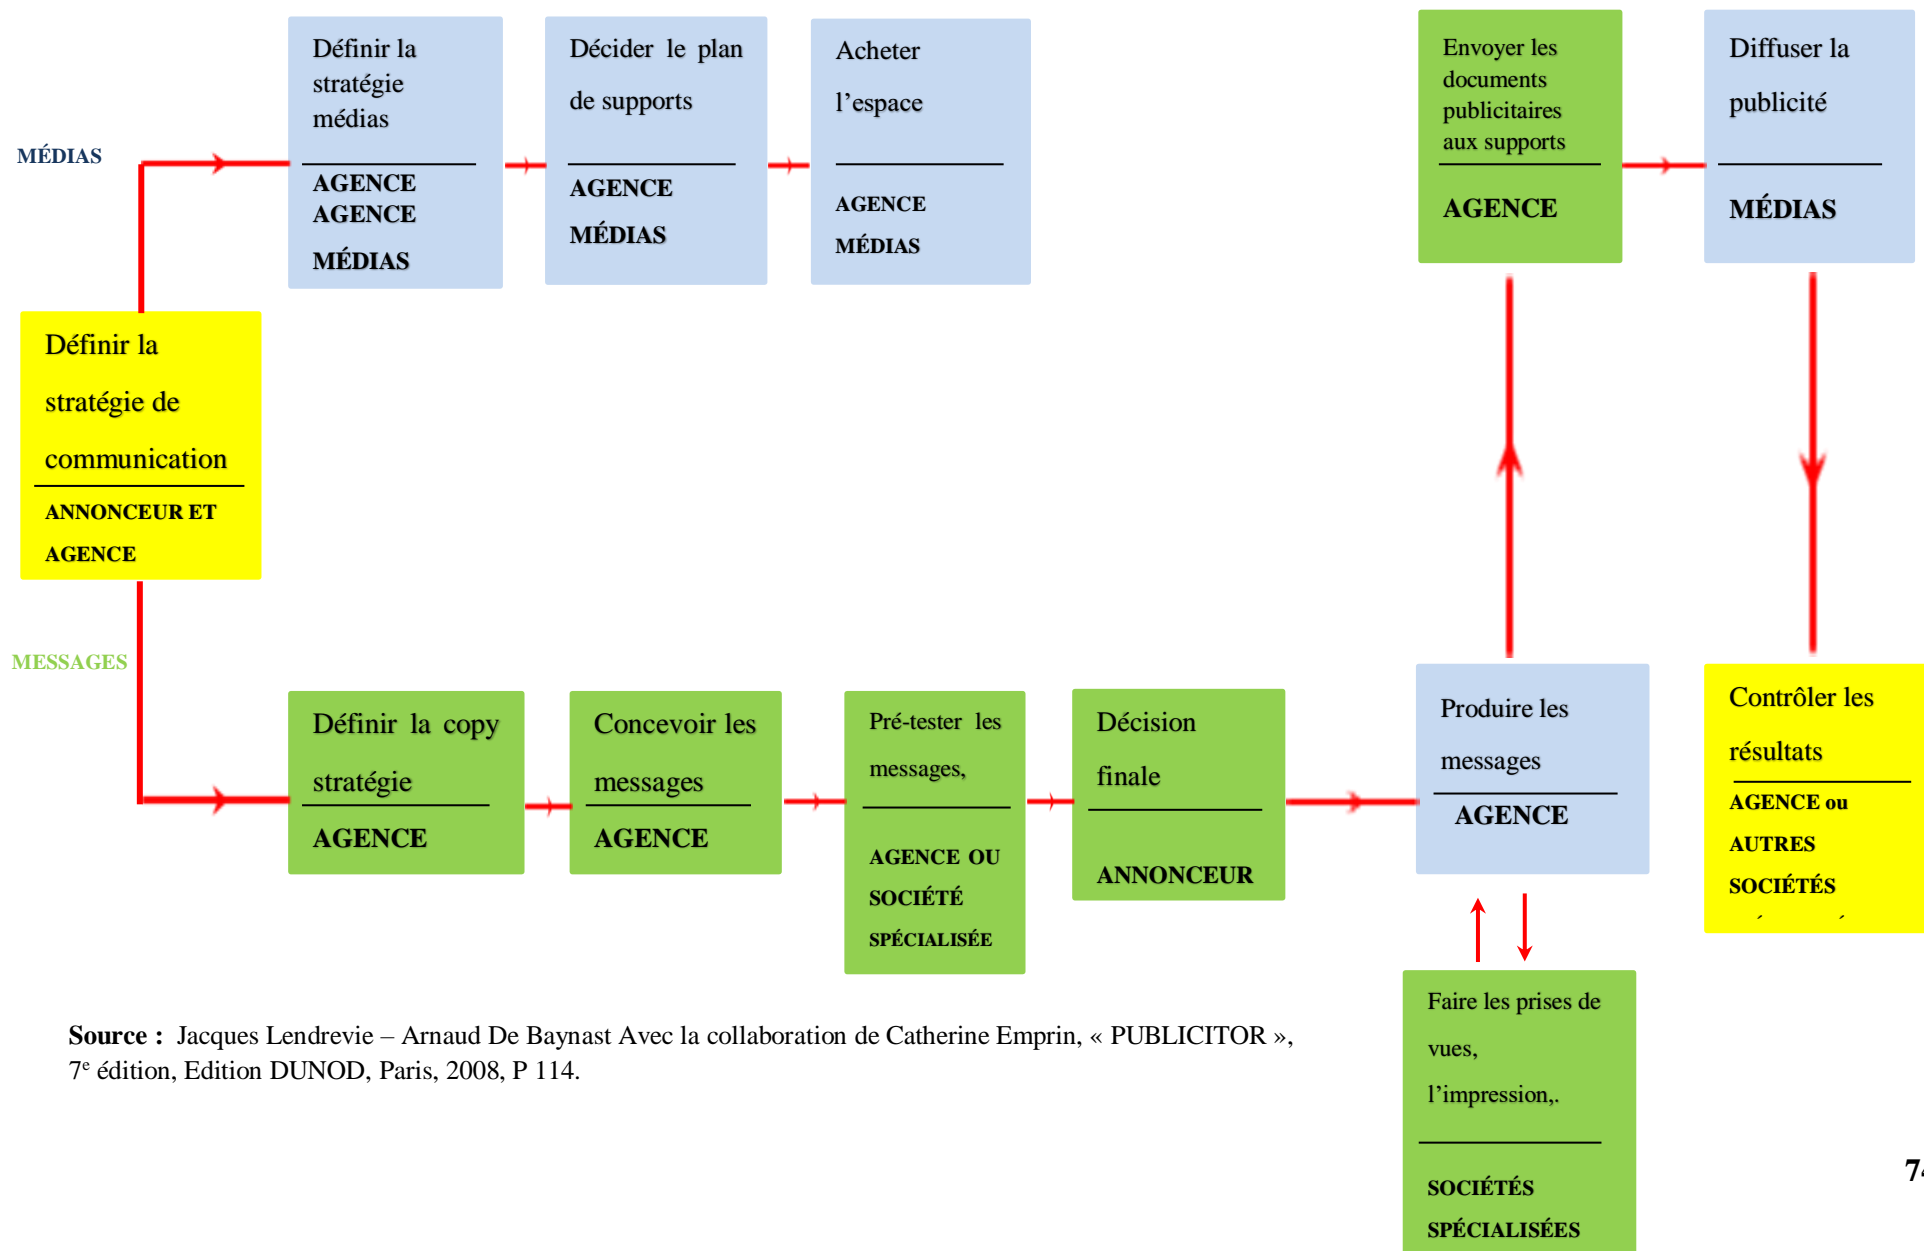 MÉDIAS
Définir la
stratégie
médias
AGENCE
AGENCE
MÉDIAS
Décider le plan
de supports
AGENCE
MÉDIAS
Acheter
l’espace
AGENCE
MÉDIAS
Envoyer les
documents
publicitaires
aux supports
AGENCE
Diffuser la
publicité
MÉDIAS
Définir la
stratégie de
communication
ANNONCEUR ET
AGENCE
MESSAGES
Définir la copy
stratégie
AGENCE
Concevoir les
messages
AGENCE
Pré-tester les
messages,
AGENCE OU
SOCIÉTÉ
SPÉCIALISÉE
Décision
finale
ANNONCEUR
Produire les
messages
AGENCE
Contrôler les
résultats
AGENCE ou
AUTRES
SOCIÉTÉS
Faire les prises de
vues,
l’impression,.
SOCIÉTÉS
SPÉCIALISÉES
Source : Jacques Lendrevie – Arnaud De Baynast Avec la collaboration de Catherine Emprin, « PUBLICITOR »,
7e édition, Edition DUNOD, Paris, 2008, P 114.
74